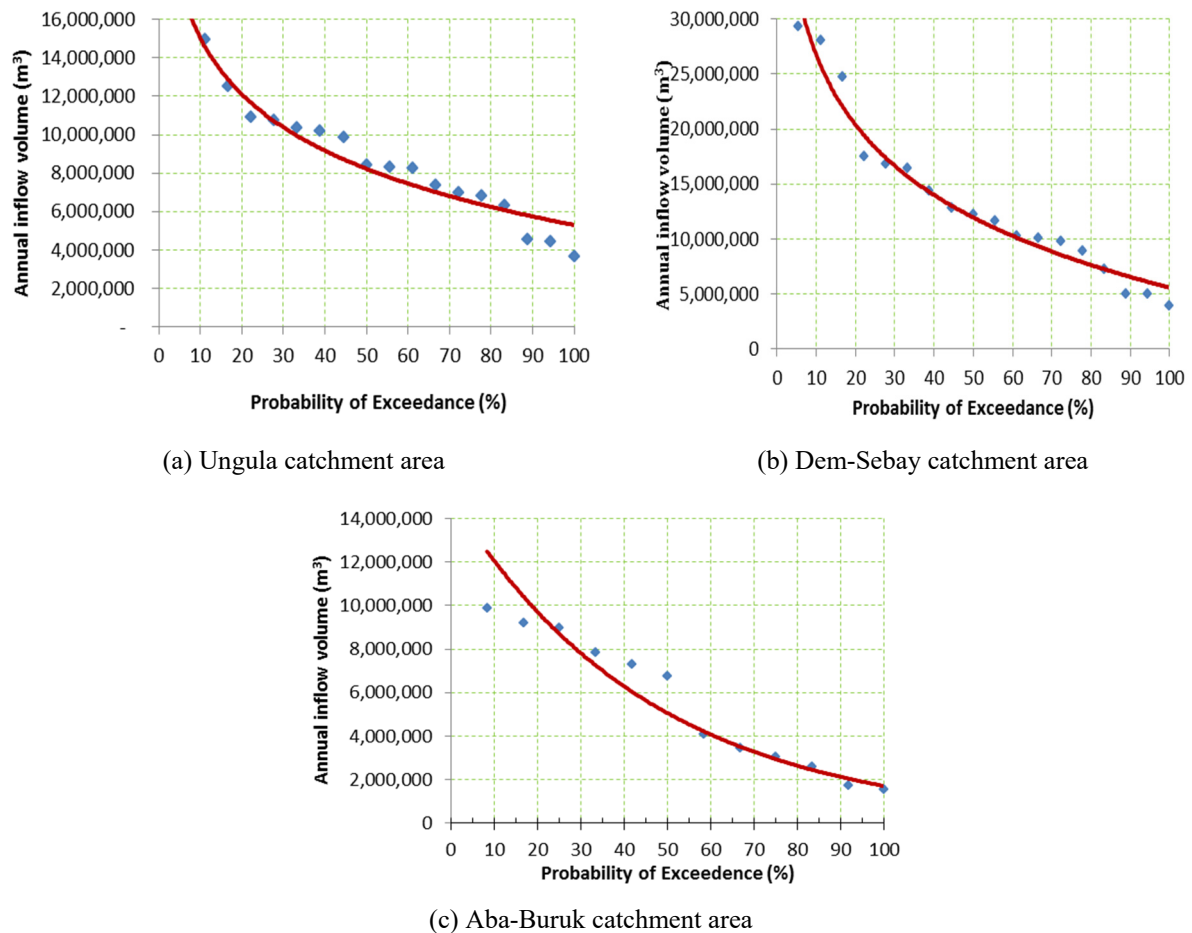 Annual inflow volume (m³)
16,000,000
14,000,000
12,000,000
10,000,000
8,000,000
6,000,000
4,000,000
2,000,000
-
0 10 20 30 40 50 60 70 80 90 100
Probability of Exceedance (%)
(a) Ungula catchment area
Annual inflow volume (m³)
30,000,000
25,000,000
20,000,000
15,000,000
10,000,000
5,000,000
0
0 10 20 30 40 50 60 70 80 90 100
Probability of Exceedance (%)
(b) Dem-Sebay catchment area
Annual inflow volume (m³)
14,000,000
12,000,000
10,000,000
8,000,000
6,000,000
4,000,000
2,000,000
0
0 10 20 30 40 50 60 70 80 90 100
Probability of Exceedence (%)
(c) Aba-Buruk catchment area